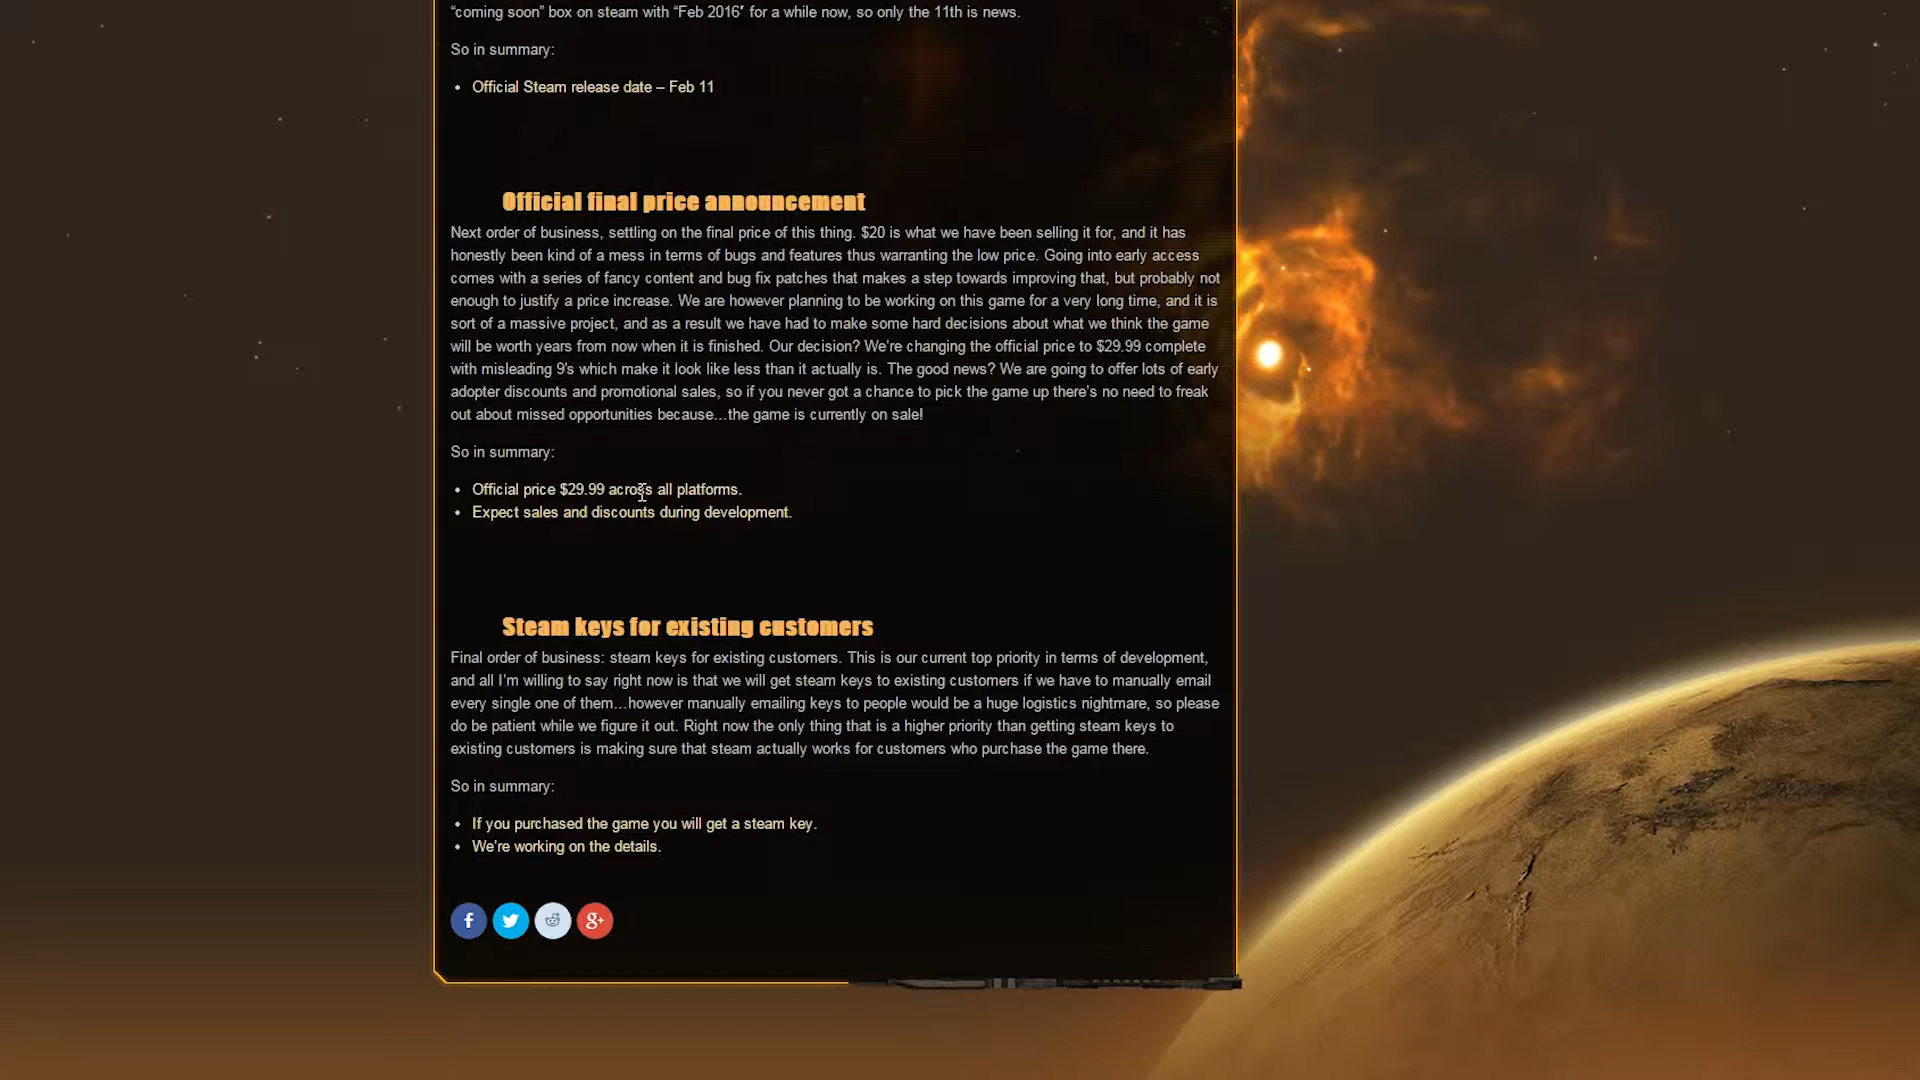 “coming soon” box on steam with “Feb 2016″ for a while now, so only the 11th is news.
So in summary:
• Official Steam release date – Feb 11
Official final price announcement
Next order of business, settling on the final price of this thing. $20 is what we have been selling it for, and it has
honestly been kind of a mess in terms of bugs and features thus warranting the low price. Going into early access
comes with a series of fancy content and bug fix patches that makes a step towards improving that, but probably not
enough to justify a price increase. We are however planning to be working on this game for a very long time, and it is
sort of a massive project, and as a result we have had to make some hard decisions about what we think the game
will be worth years from now when it is finished. Our decision? We’re changing the official price to $29.99 complete
with misleading 9’s which make it look like less than it actually is. The good news? We are going to offer lots of early
adopter discounts and promotional sales, so if you never got a chance to pick the game up there’s no need to freak
out about missed opportunities because…the game is currently on sale!
So in summary:
• Official price $29.99 across all platforms.
• Expect sales and discounts during development.
Steam keys for existing customers
Final order of business: steam keys for existing customers. This is our current top priority in terms of development,
and all I’m willing to say right now is that we will get steam keys to existing customers if we have to manually email
every single one of them…however manually emailing keys to people would be a huge logistics nightmare, so please
do be patient while we figure it out. Right now the only thing that is a higher priority than getting steam keys to
existing customers is making sure that steam actually works for customers who purchase the game there.
So in summary:
• If you purchased the game you will get a steam key.
• We’re working on the details.
f
g+